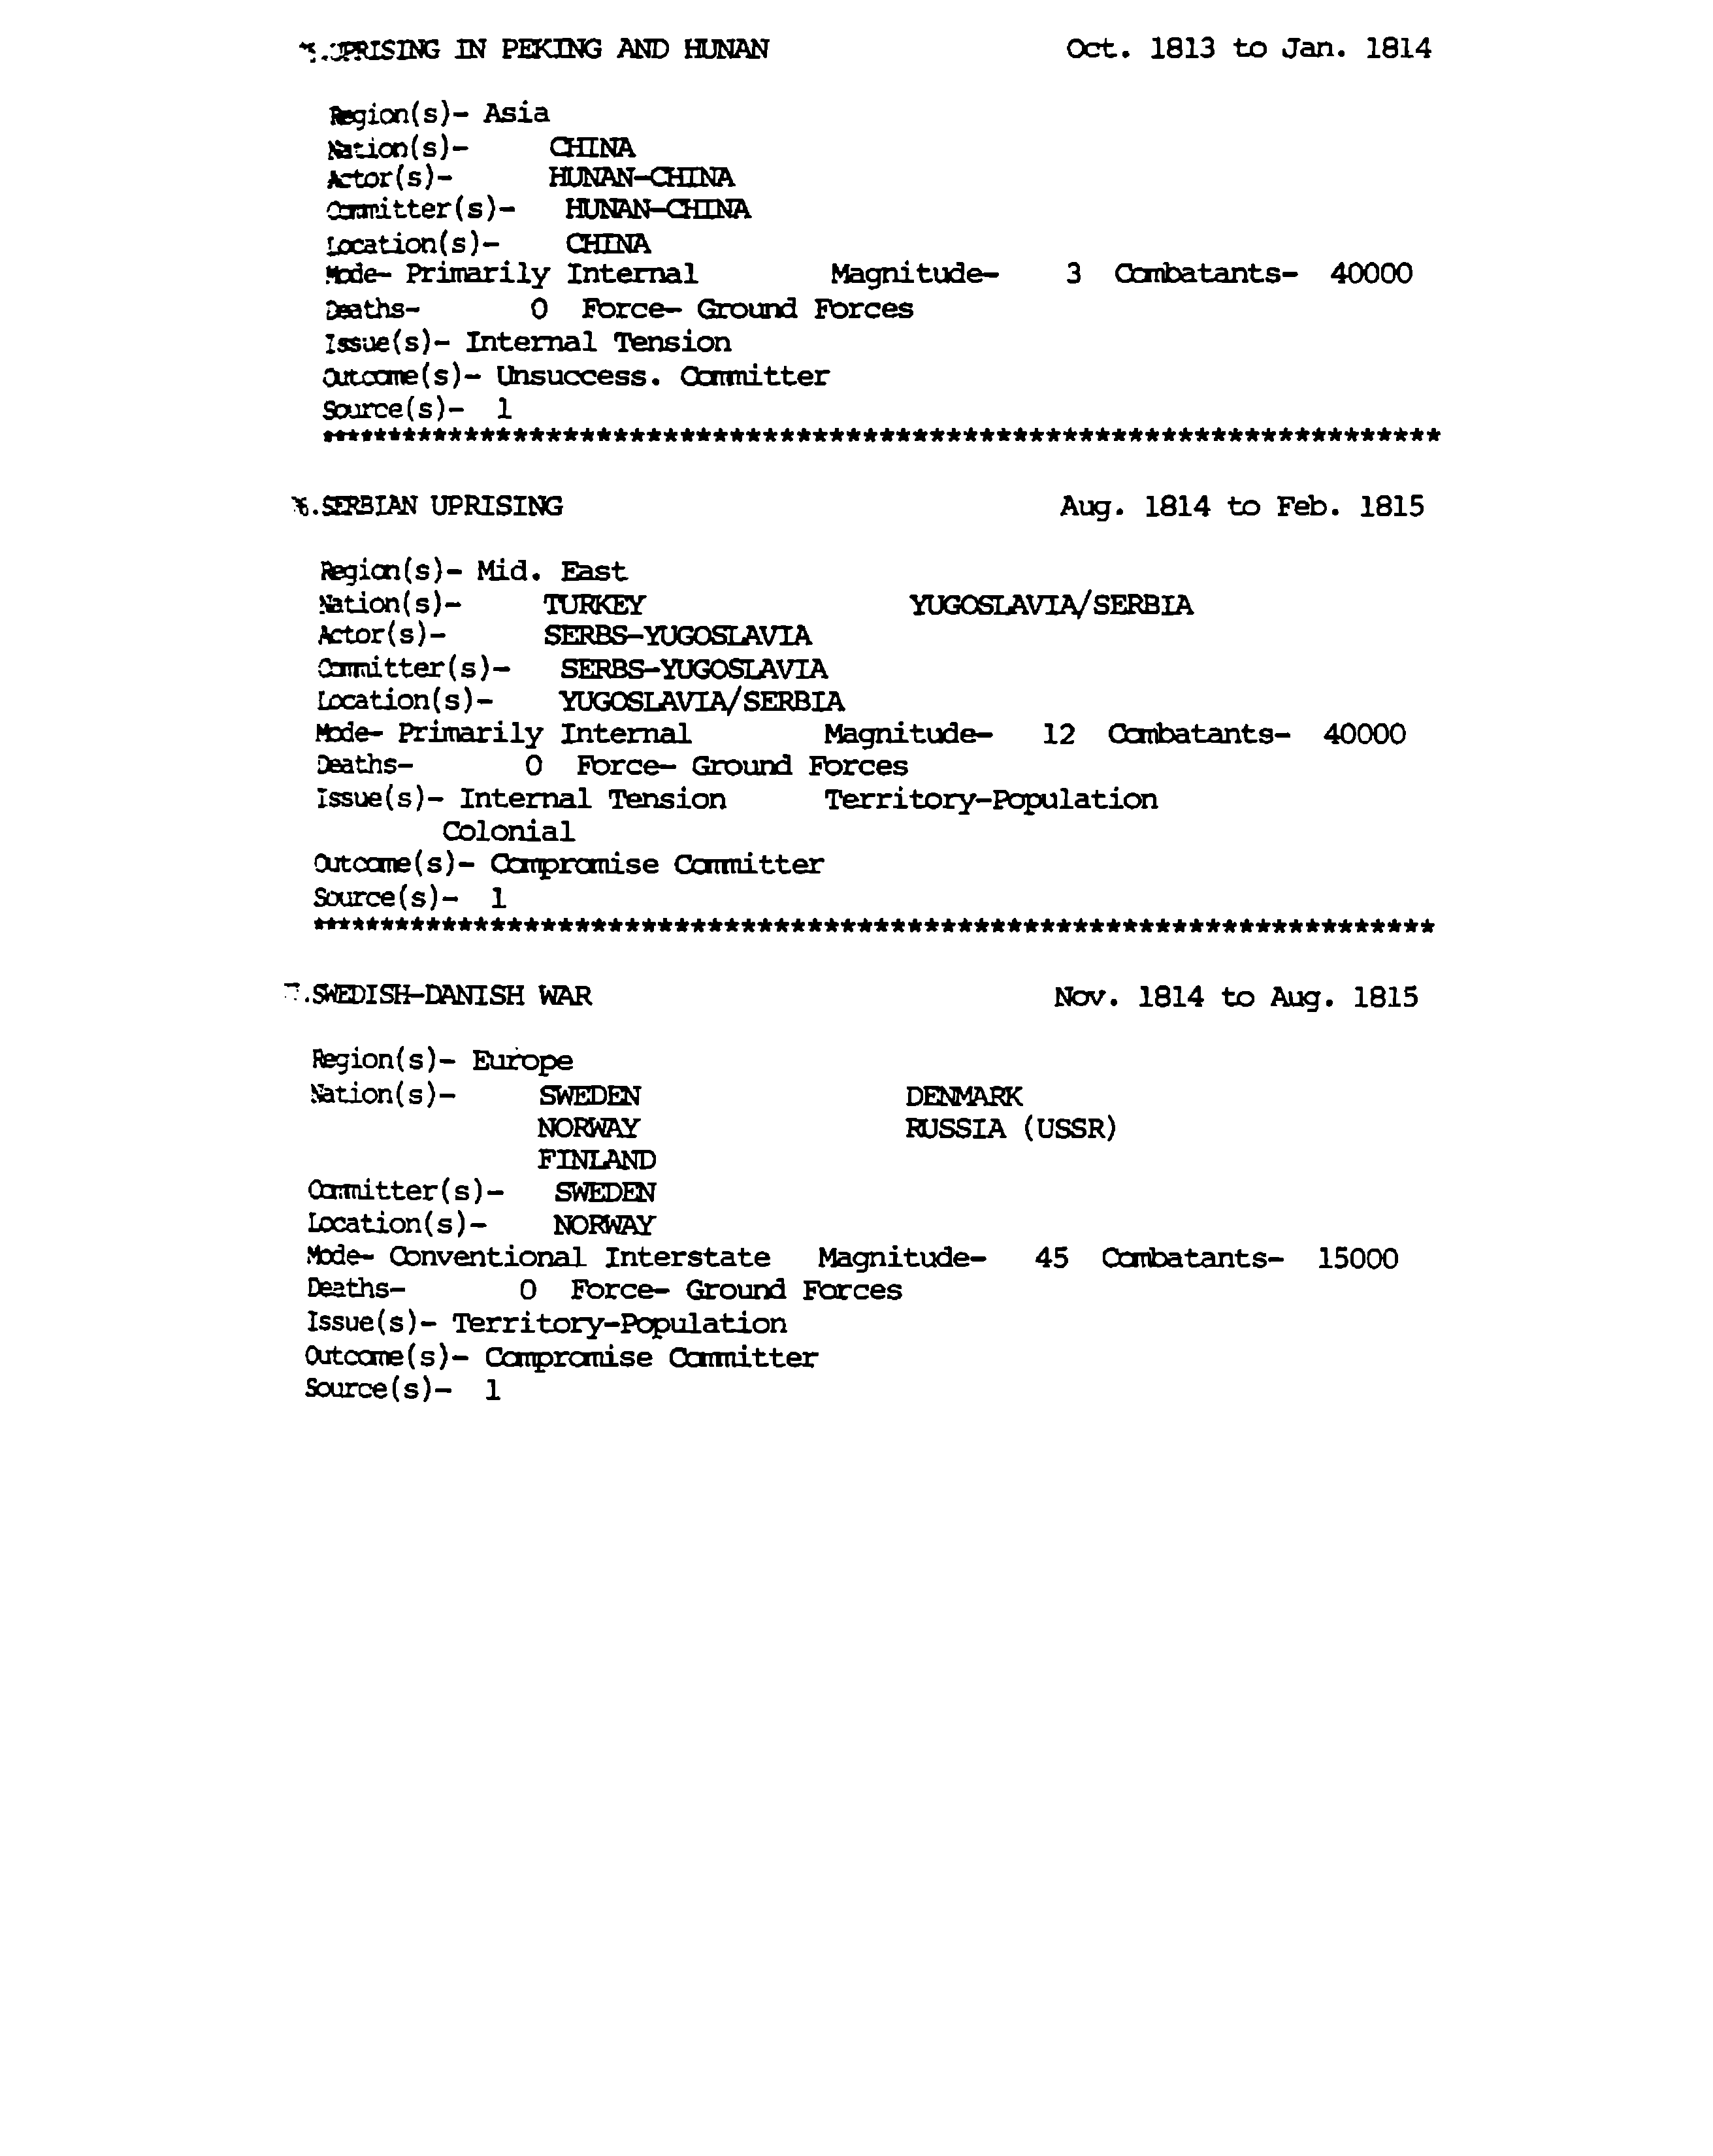 UPRISING IN PEKING AND HUNAN Oct. 1813 to Jan. 1814
Region(s)- Asia
Nation(s)- CHINA
Actor(s)- HUNAN-CHINA
Committer(s)- HUNAN-CHINA
Location(s)- CHINA
Mode- Primarily Internal Magnitude- 3 Combatants- 40000
Deaths- 0 Force- Ground Forces
Issue(s)- Internal Tension
Outcome(s)- Unsuccess. Committer
Source(s)- 1
*******************************************************************
.SERBIAN UPRISING Aug. 1814 to Feb. 1815
Region(s)- Mid. East
Nation(s)- TURKEY YUGOSLAVIA/SERBIA
Actor(s)- SERBS-YUGOSLAVIA
Committer(s)- SERBS-YUGOSLAVIA
Location(s)- YUGOSLAVIA/SERBIA
Mode- Primarily Internal Magnitude- 12 Combatants- 40000
Deaths- 0 Force- Ground Forces
Issue(s)- Internal Tension Territory-Population
Colonial
Outcome(s)- Compromise Committer
Source(s)- 1
*******************************************************************
.SWEDISH-DANISH WAR Nov. 1814 to Aug. 1815
Region(s)- Europe
Nation(s)- SWEDEN DENMARK
NORWAY RUSSIA (USSR)
FINLAND
Committer(s)- SWEDEN
Location(s)- NORWAY
Mode- Conventional Interstate Magnitude- 45 Combatants- 15000
Deaths- 0 Force- Ground Forces
Issue(s)- Territory-Population
Outcome(s)- Compromise Committer
Source(s)- 1